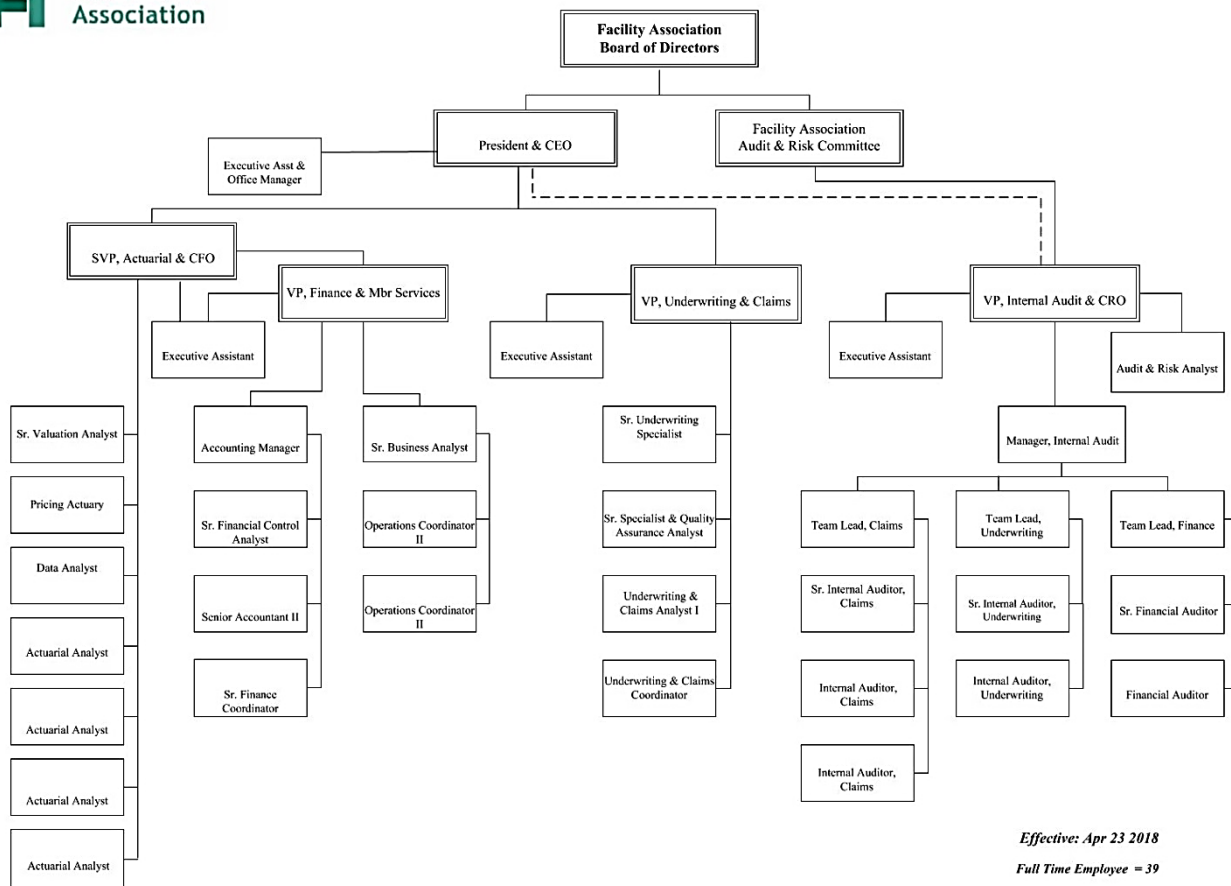 Association
Facility Association
Board of Directors
President & CEO
Facility Association
Audit & Risk Committee
Executive Asst &
Office Manager
SVP, Actuarial & CFO
VP, Finance & Mbr Services
VP, Underwriting & Claims
VP, Internal Audit & CRO
Executive Assistant
Executive Assistant
Executive Assistant
Audit & Risk Analyst
Sr. Valuation Analyst
Pricing Actuary
Data Analyst
Actuarial Analyst
Actuarial Analyst
Actuarial Analyst
Actuarial Analyst
Accounting Manager
Sr. Financial Control
Analyst
Senior Accountant II
Sr. Finance
Coordinator
Sr. Business Analyst
Operations Coordinator
II
Operations Coordinator
II
Sr. Underwriting
Specialist
Sr. Specialist & Quality
Assurance Analyst
Underwriting &
Claims Analyst I
Underwriting & Claims
Coordinator
Manager, Internal Audit
Team Lead, Claims
Sr. Internal Auditor,
Claims
Internal Auditor,
Claims
Internal Auditor,
Claims
Team Lead,
Underwriting
Sr. Internal Auditor,
Underwriting
Internal Auditor,
Underwriting
Team Lead, Finance
Sr. Financial Auditor
Financial Auditor
Effective: Apr 23 2018
Full Time Employee = 39